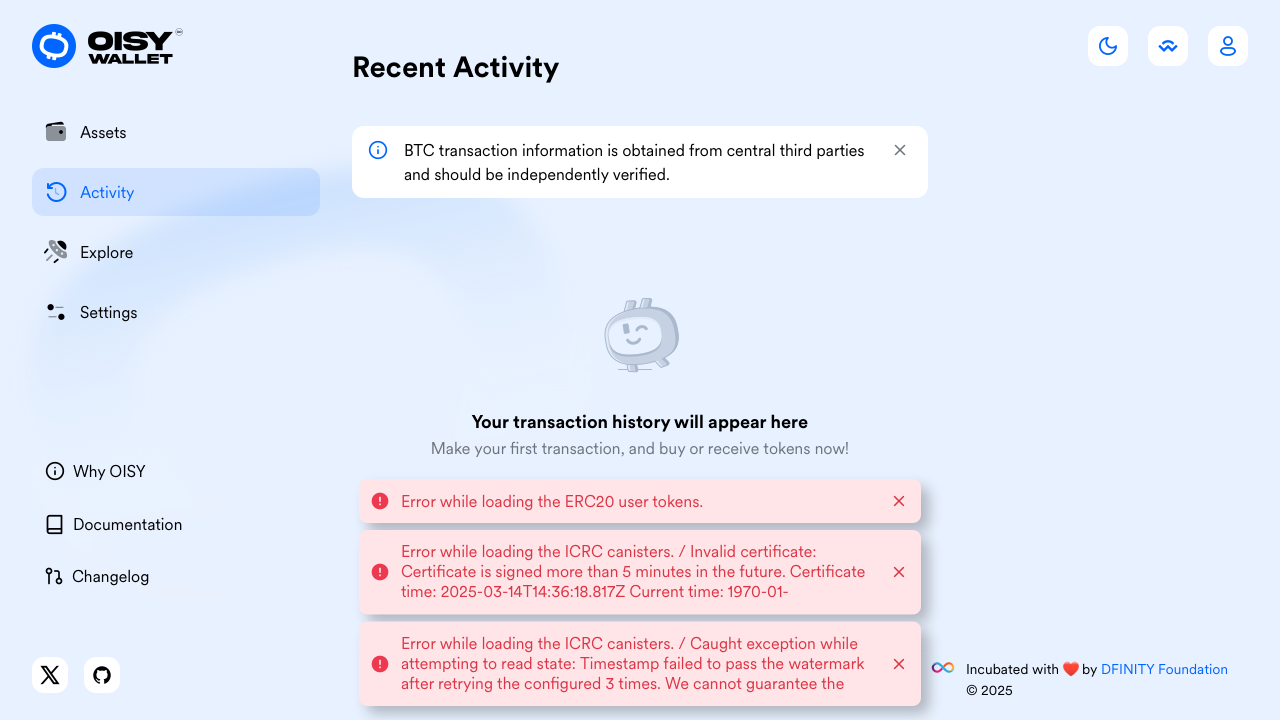 OISY
WALLET
Recent Activity
Assets
Activity
Explore
Settings
BTC transaction information is obtained from central third parties
and should be independently verified.
Your transaction history will appear here
Make your first transaction, and buy or receive tokens now!
Why OISY
Documentation
Changelog
Error while loading the ERC20 user tokens.
Error while loading the ICRC canisters. / Invalid certificate:
Certificate is signed more than 5 minutes in the future. Certificate
time: 2025-03-14T14:36:18.817Z Current time: 1970-01-
Error while loading the ICRC canisters. / Caught exception while
attempting to read state: Timestamp failed to pass the watermark
after retrying the configured 3 times. We cannot guarantee the
Incubated with ❤️ by DFINITY Foundation
© 2025